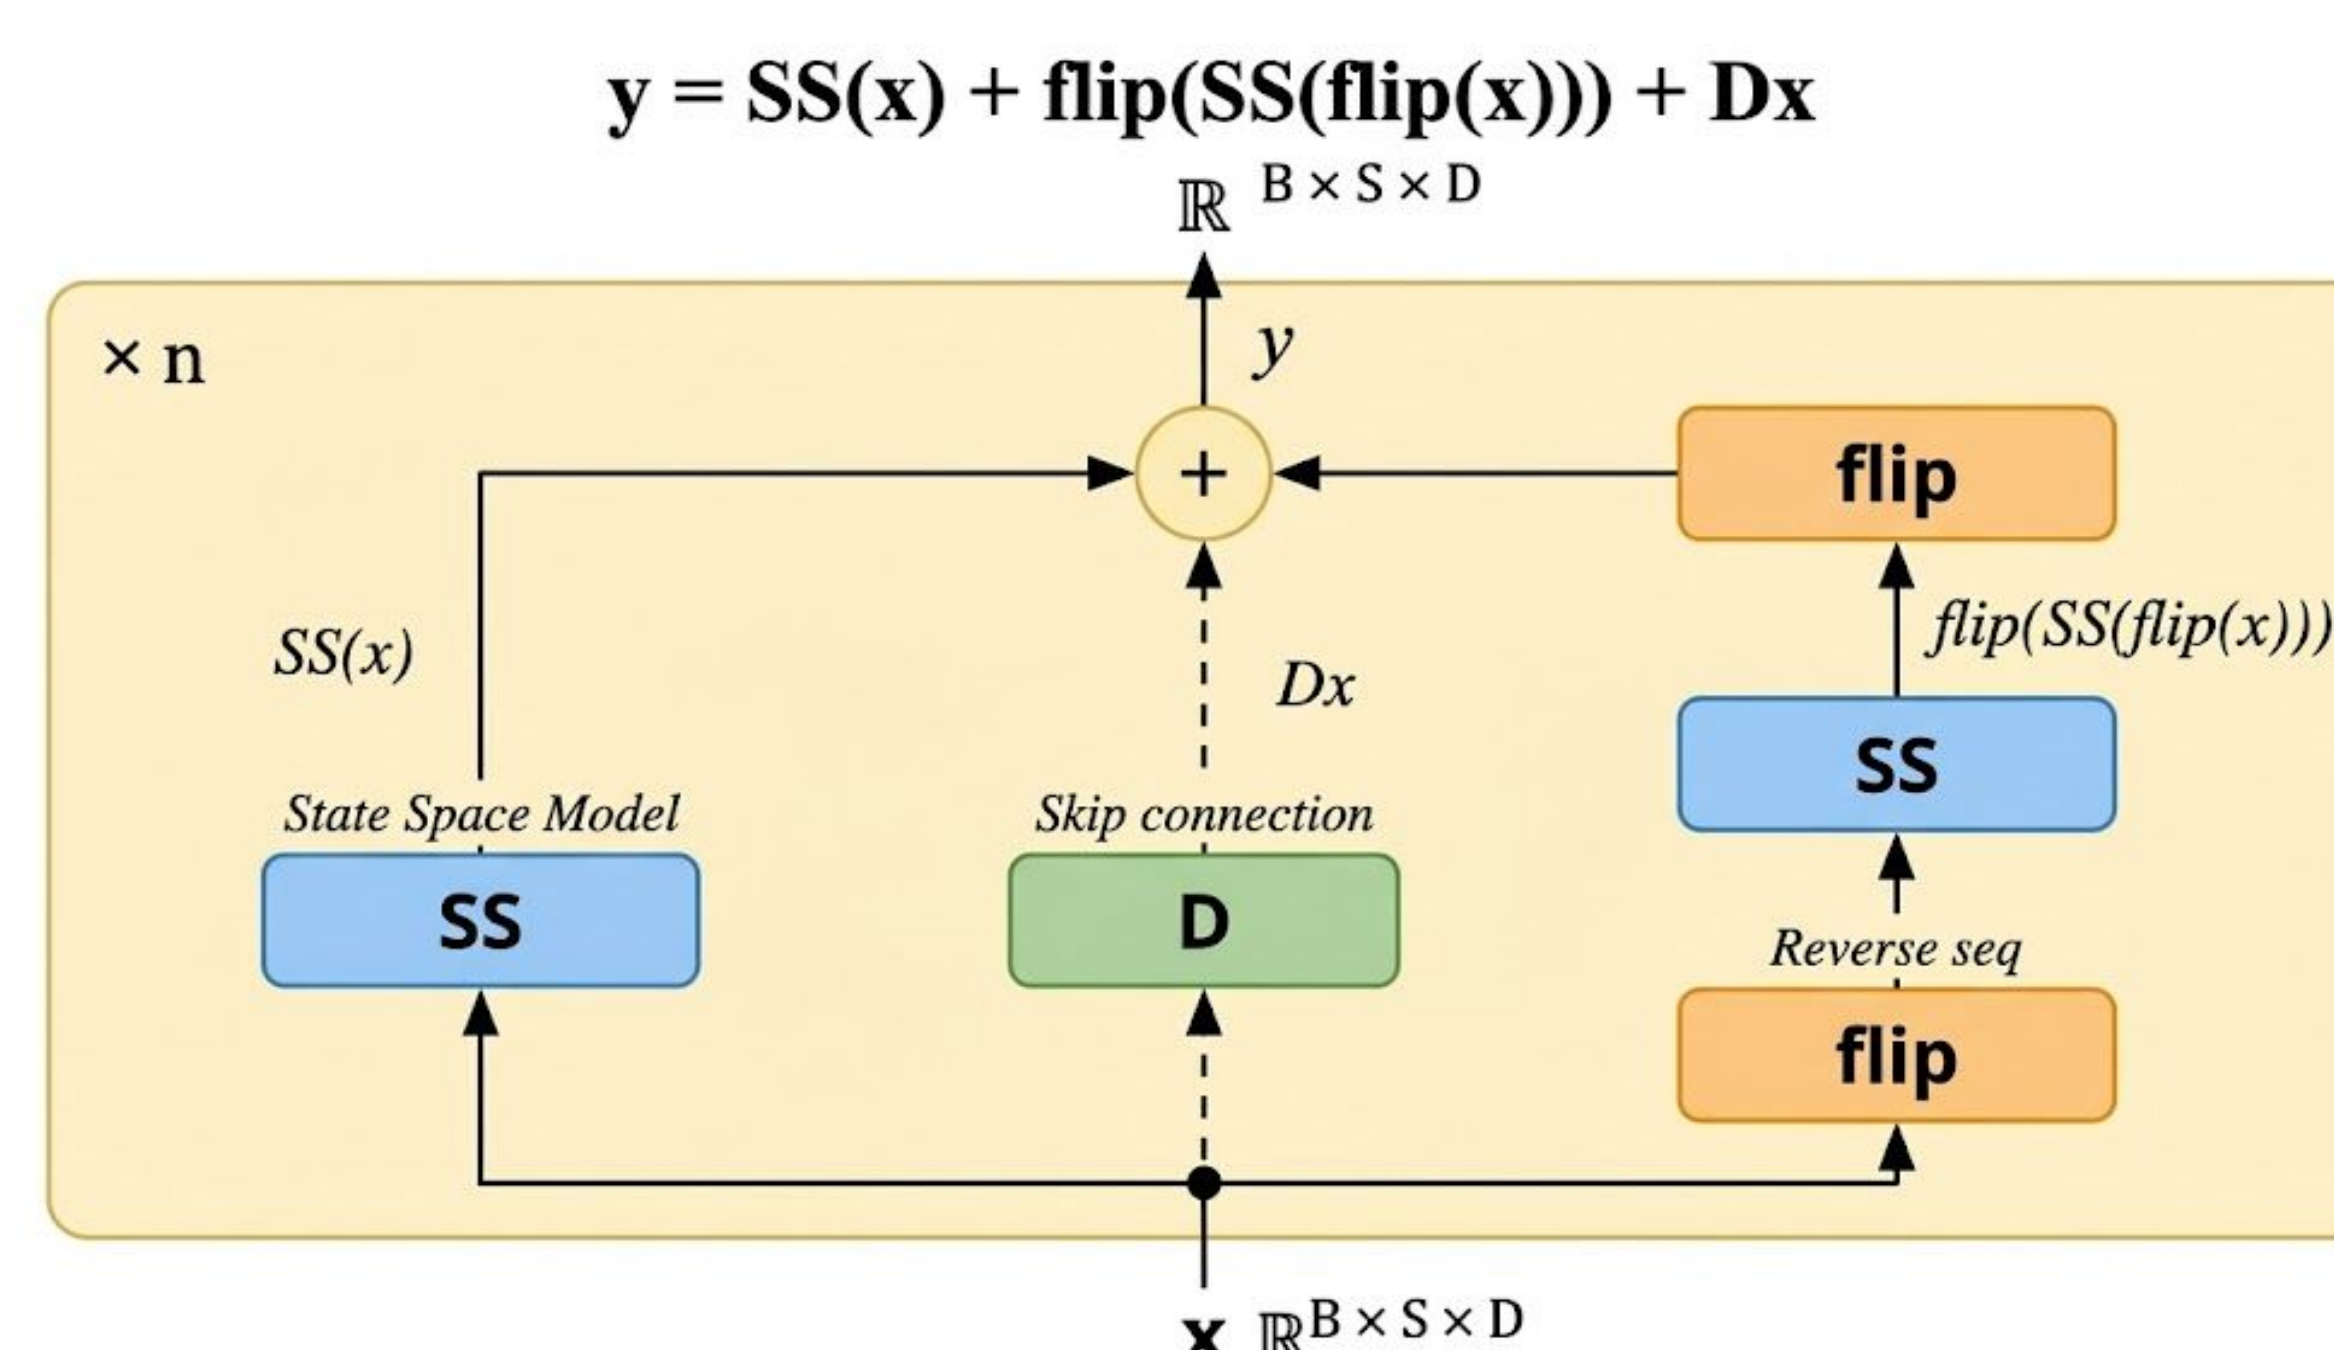 y = SS(x) + flip(SS(flip(x))) + Dx
ℝ B × S × D
× n
y
+
flip
SS(x)
Dx
flip(SS(flip(x)))
SS
State Space Model
Skip connection
SS
D
Reverse seq
flip
x ℝ B × S × D